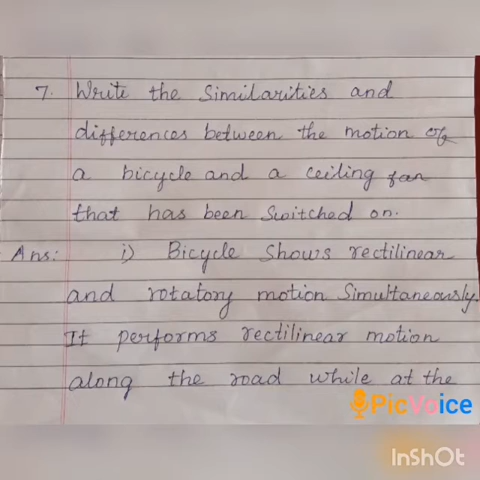 7. Write the Similarities and
differences between the motion of
a bicycle and a ceiling fan
that has been Switched on.
Ans: i) Bicycle Shows rectilinear
and rotatory motion Simultaneously.
It performs rectilinear motion
along the road while at the
PicVoice
InShOt